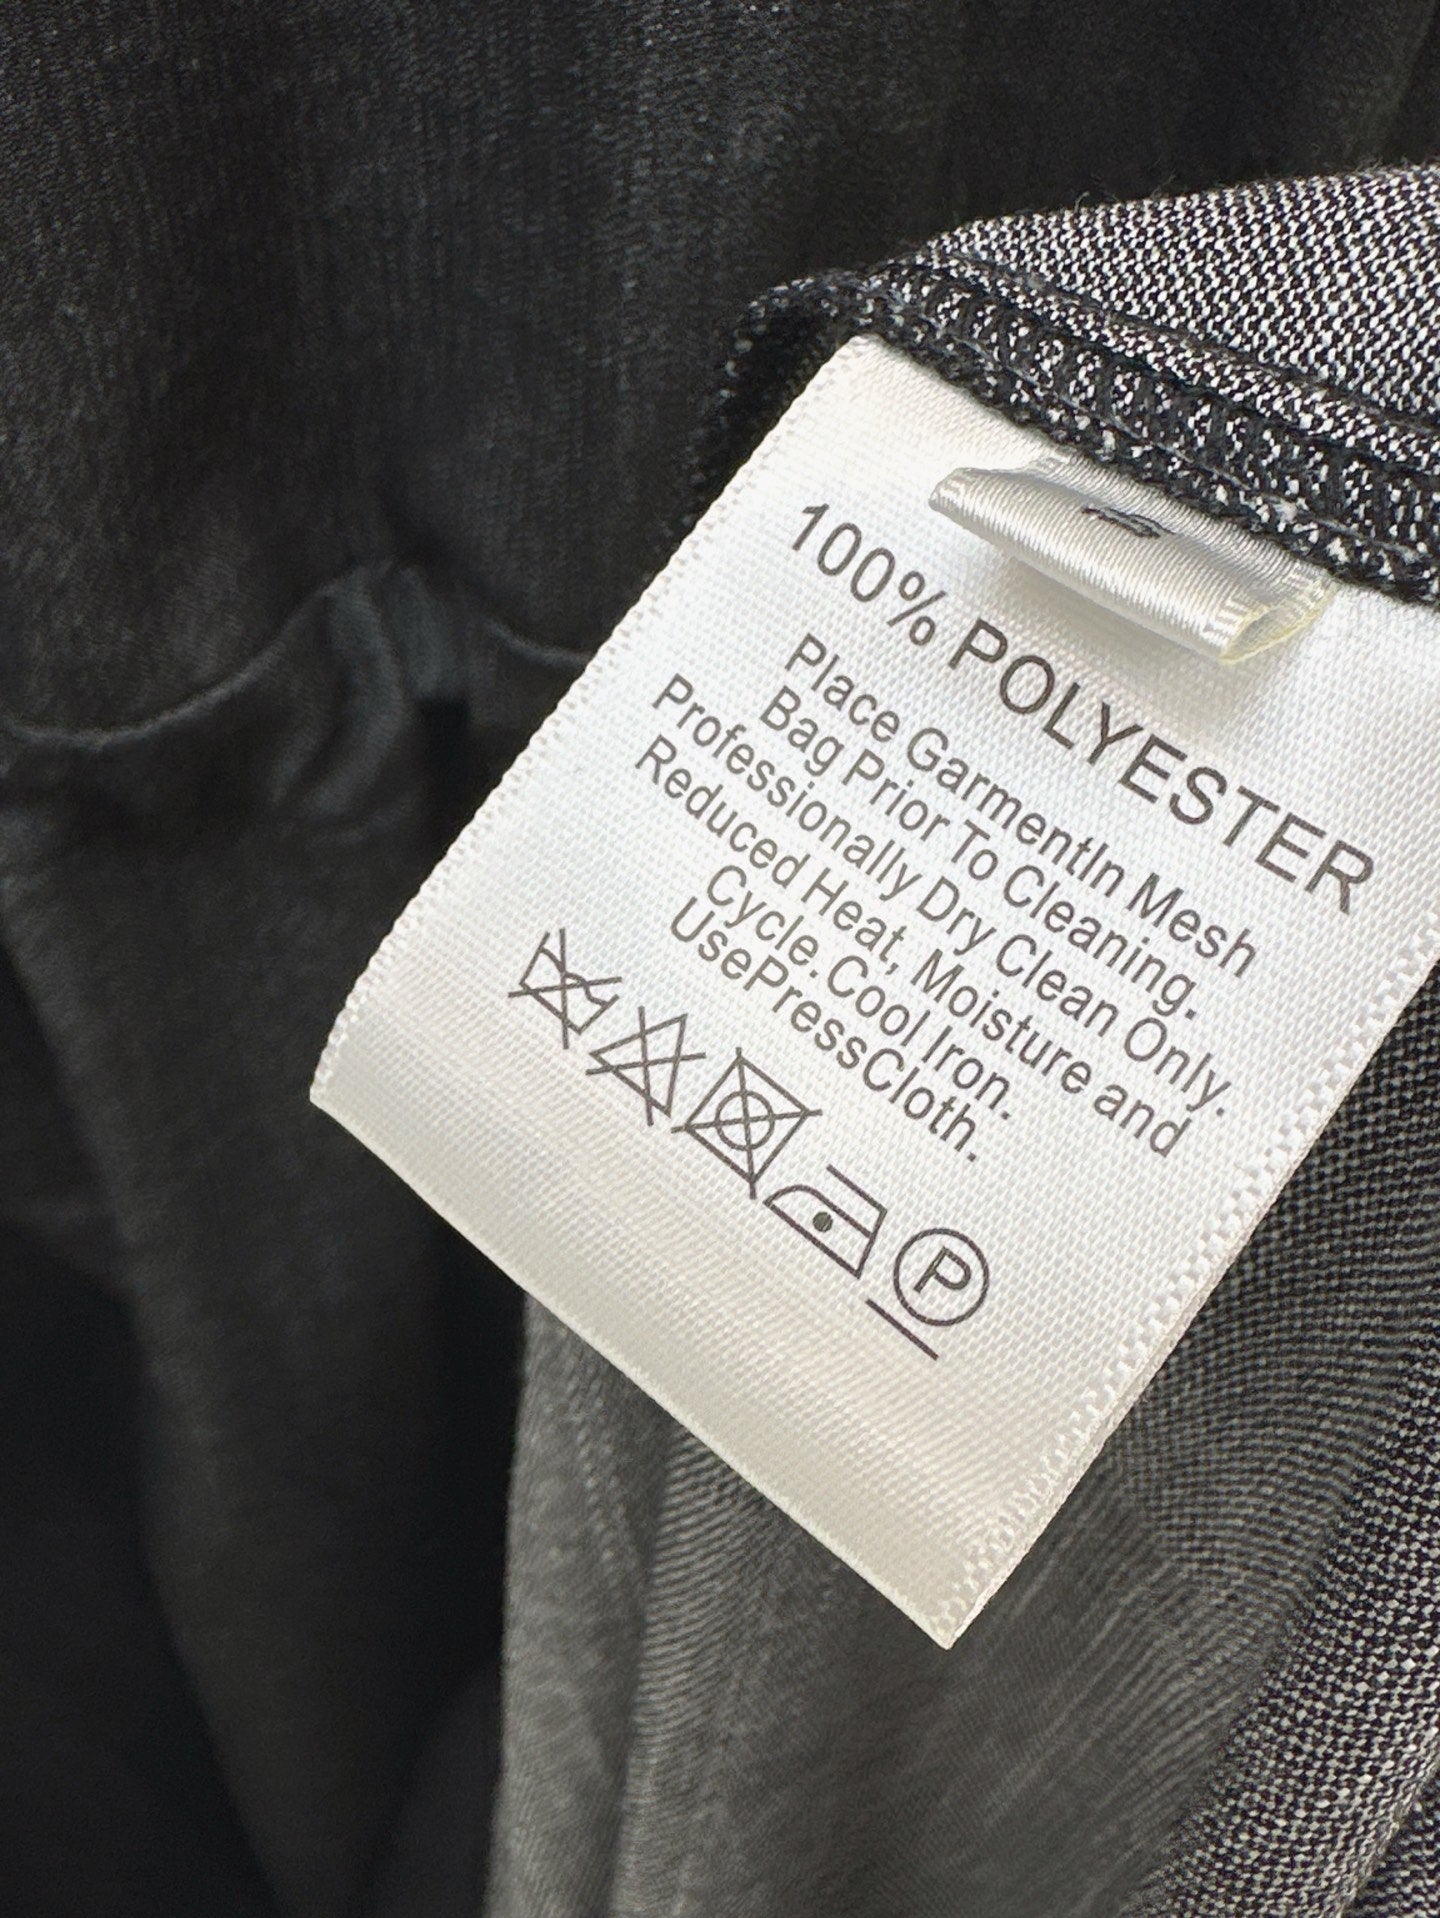 100% POLYESTER
Place GarmentIn Mesh
Bag Prior To Cleaning.
Professionally Dry Clean Only.
Reduced Heat, Moisture and
Cycle.Cool Iron.
UsePressCloth.
P